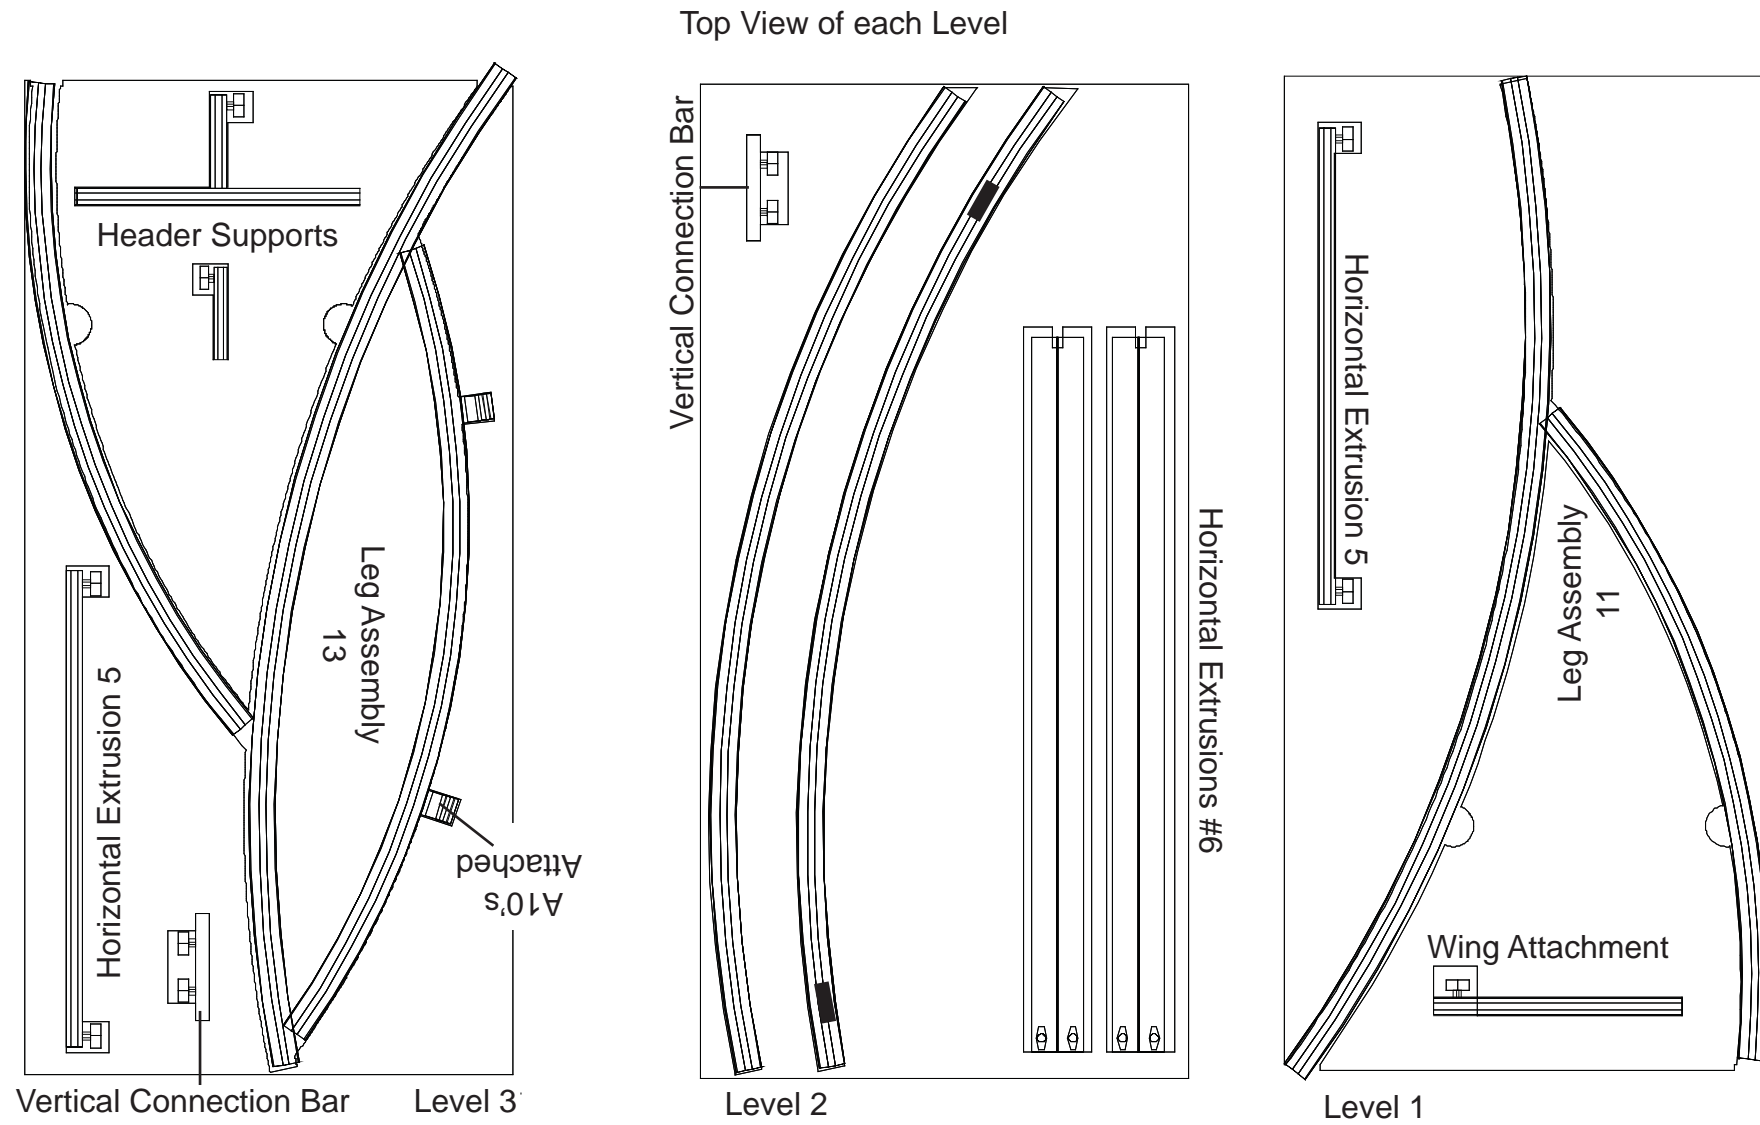 Top View of each Level
Header Supports
Leg Assembly
13
Horizontal Extrusion 5
A10's
Attached
Vertical Connection Bar
Level 3
Vertical Connection Bar
Horizontal Extrusions #6
Level 2
Horizontal Extrusion 5
Leg Assembly
11
Wing Attachment
Level 1